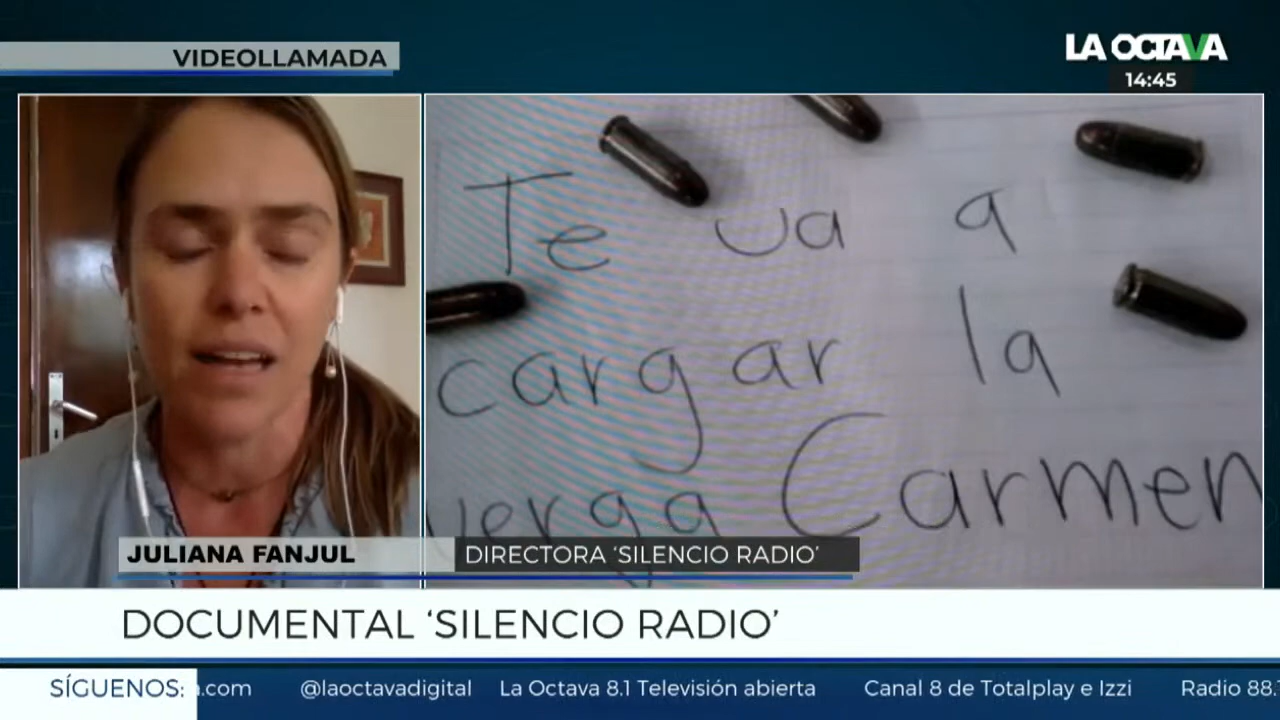 VIDEOLLAMADA
LA OCTAVA
14:45
Te va a
cargar la
verga Carmen
JULIANA FANJUL
DIRECTORA ‘SILENCIO RADIO’
DOCUMENTAL ‘SILENCIO RADIO’
SÍGUENOS: a.com @laoctavadigital La Octava 8.1 Televisión abierta Canal 8 de Totalplay e Izzi Radio 88.1